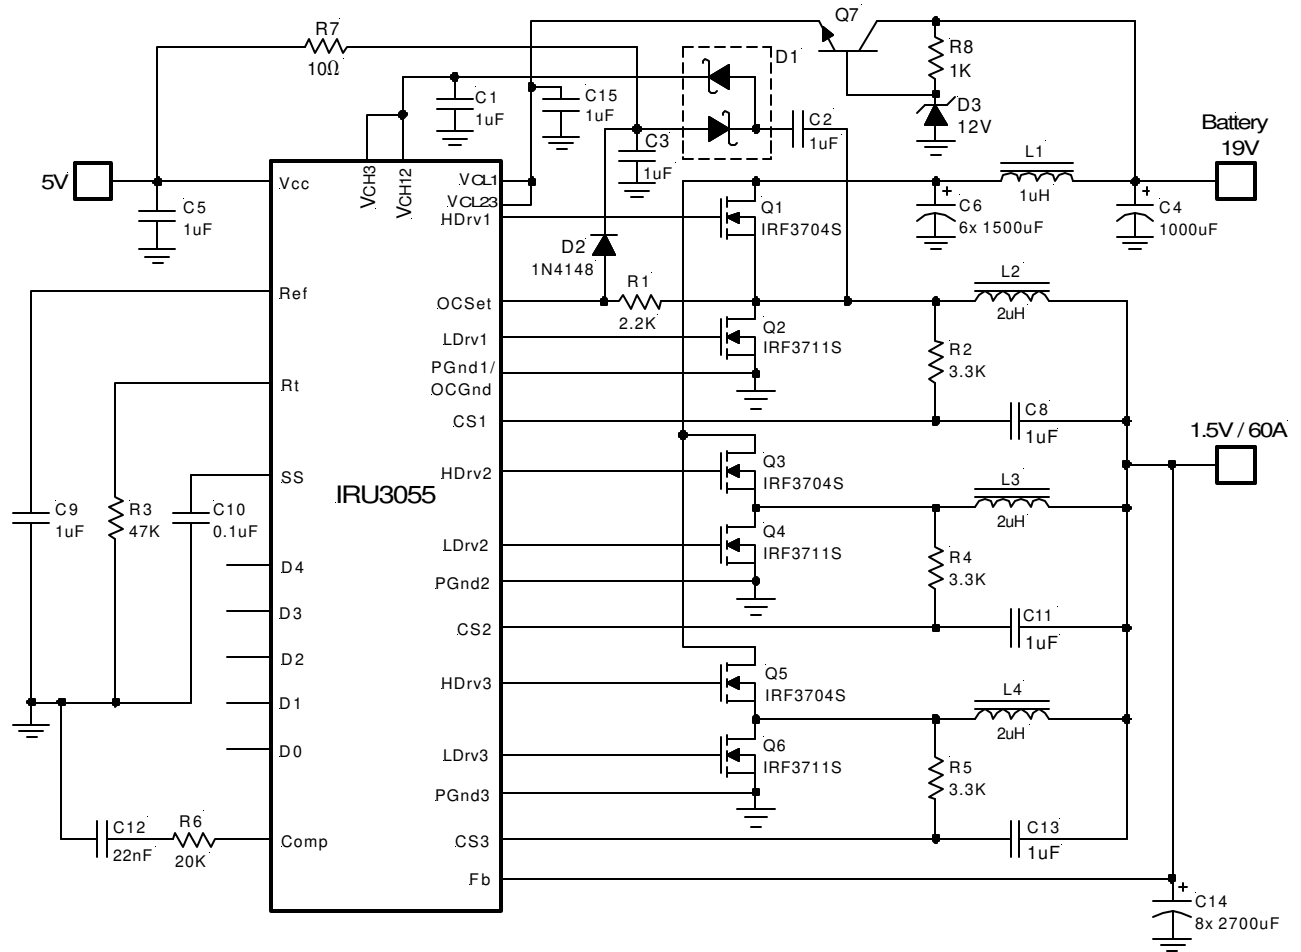 Q7
R7
10Ω
R8
1K
D1
C1
1uF
C15
1uF
C2
1uF
D3
12V
C3
1uF
Battery
19V
L1
1uH
5V
Vcc
VCH3
VCH12
VCL1
VCL23
HDrv1
C5
1uF
Q1
IRF3704S
C6
6x 1500uF
C4
1000uF
D2
1N4148
R1
2.2K
L2
2uH
Ref
OCSet
LDrv1
Q2
IRF3711S
R2
3.3K
PGnd1/
OCGnd
Rt
CS1
C8
1uF
1.5V / 60A
SS
HDrv2
Q3
IRF3704S
L3
2uH
IRU3055
C9
1uF
R3
47K
C10
0.1uF
LDrv2
Q4
IRF3711S
R4
3.3K
D4
PGnd2
D3
CS2
C11
1uF
D2
HDrv3
Q5
IRF3704S
L4
2uH
D1
D0
LDrv3
Q6
IRF3711S
R5
3.3K
PGnd3
C12
22nF
R6
20K
Comp
CS3
C13
1uF
Fb
C14
8x 2700uF